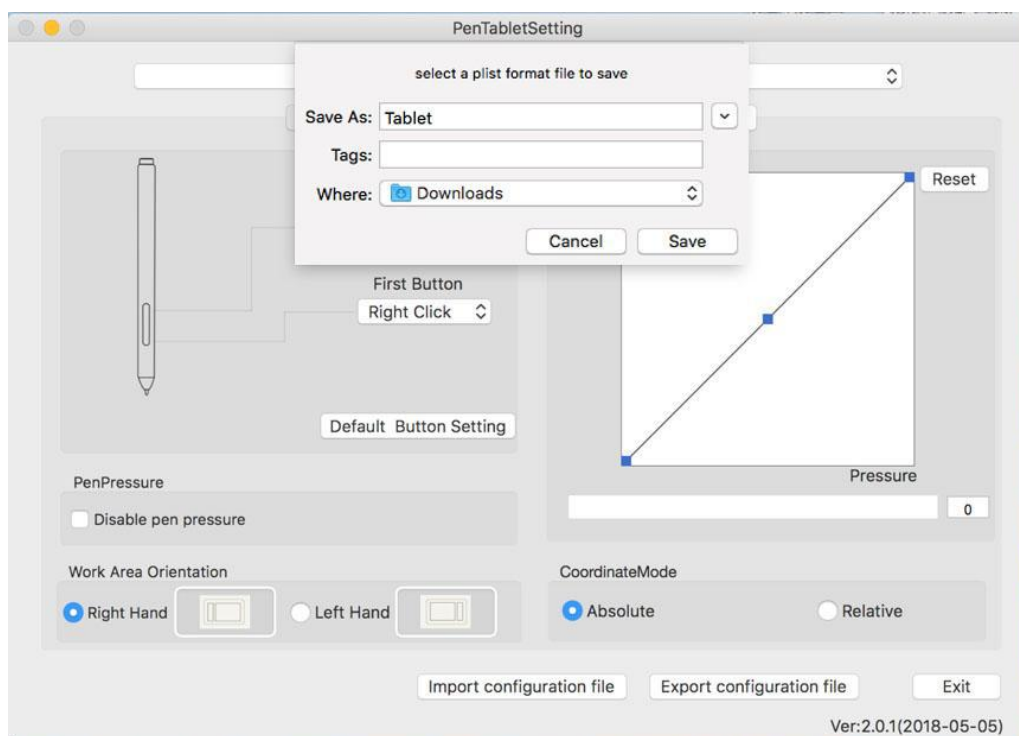 PenTabletSetting
select a plist format file to save
Save As: Tablet
Tags:
Where: Downloads
Cancel Save
Reset
First Button
Right Click
Default Button Setting
Pressure
0
PenPressure
Disable pen pressure
Work Area Orientation
Right Hand Left Hand
CoordinateMode
Absolute Relative
Import configuration file Export configuration file Exit
Ver:2.0.1(2018-05-05)